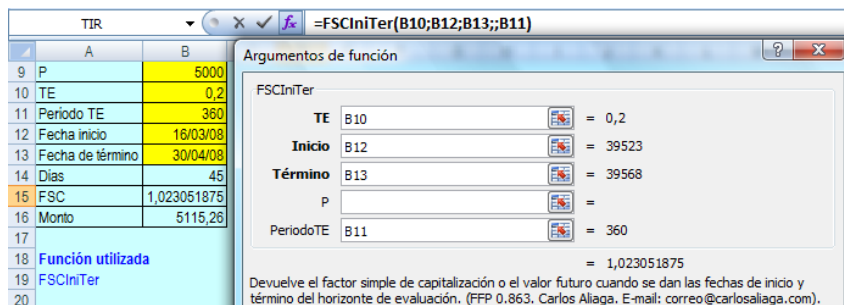 TIR =FSCIniTer(B10;B12;B13;;B11)
A B
9 P 5000
10 TE 0,2
11 Periodo TE 360
12 Fecha inicio 16/03/08
13 Fecha de término 30/04/08
14 Días 45
15 FSC 1,023051875
16 Monto 5115,26
17
18 Función utilizada
19 FSCIniTer
20
Argumentos de función
FSCIniTer
TE B10 = 0,2
Inicio B12 = 39523
Término B13 = 39568
P =
PeriodoTE B11 = 360
= 1,023051875
Devuelve el factor simple de capitalización o el valor futuro cuando se dan las fechas de inicio y
término del horizonte de evaluación. (FFP 0.863. Carlos Aliaga. E-mail: correo@carlosaliaga.com).